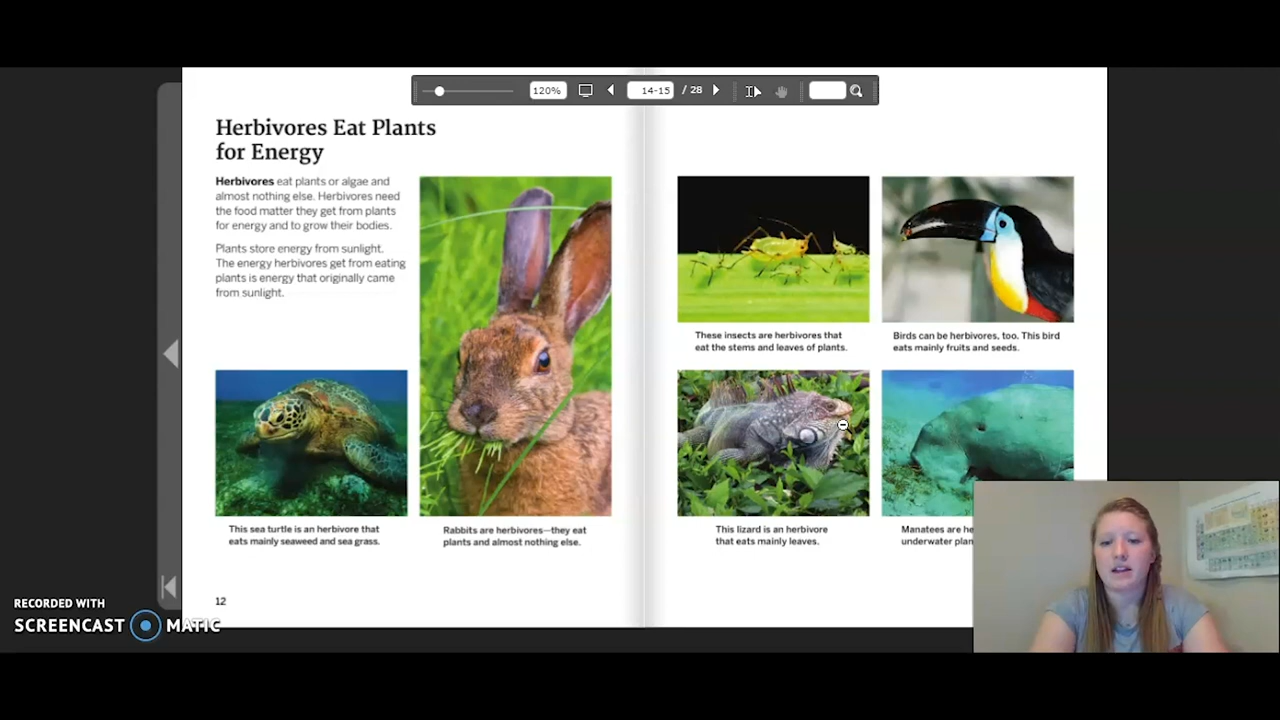 120%
14-15
/ 28
Herbivores Eat Plants
for Energy
Herbivores eat plants or algae and
almost nothing else. Herbivores need
the food matter they get from plants
for energy and to grow their bodies.
Plants store energy from sunlight.
The energy herbivores get from eating
plants is energy that originally came
from sunlight.
This sea turtle is an herbivore that
eats mainly seaweed and sea grass.
Rabbits are herbivores—they eat
plants and almost nothing else.
12
These insects are herbivores that
eat the stems and leaves of plants.
Birds can be herbivores, too. This bird
eats mainly fruits and seeds.
This lizard is an herbivore
that eats mainly leaves.
Manatees are he
underwater plan
RECORDED WITH
SCREENCAST MATIC